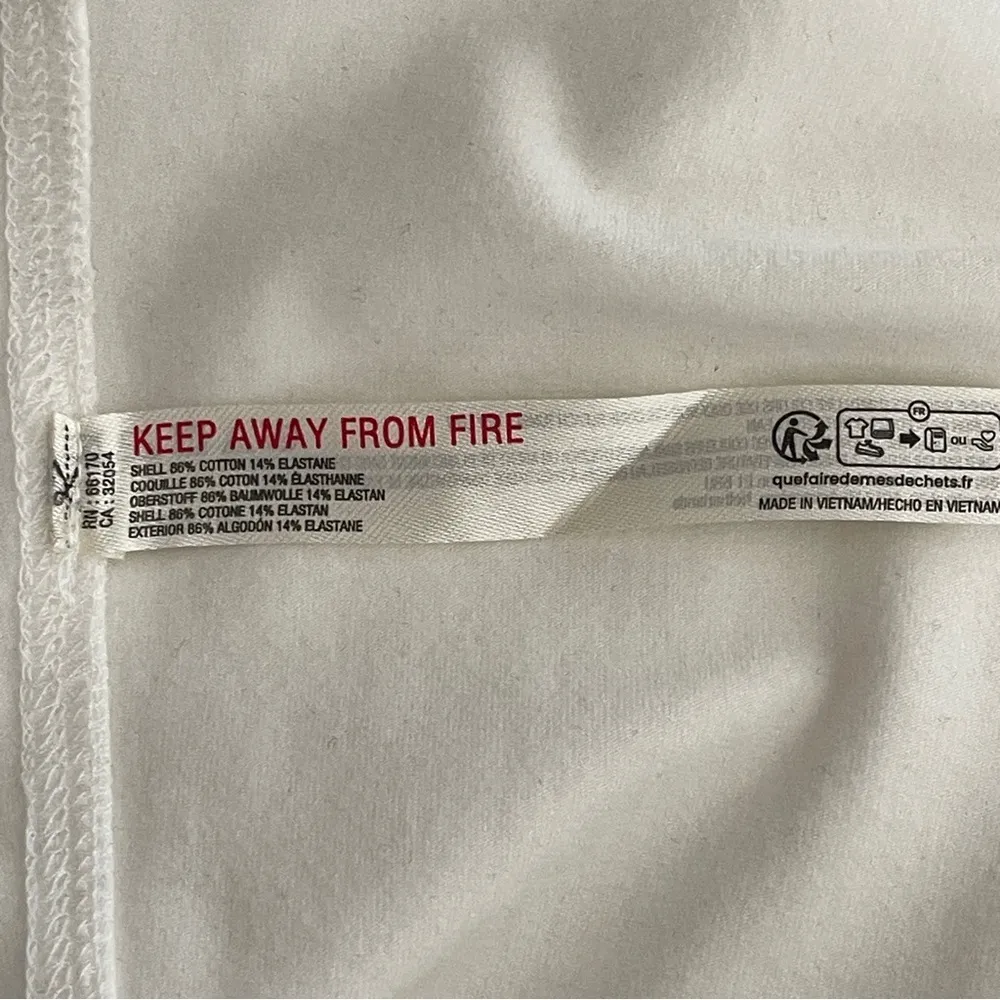 RN : 66170
CA : 32054
KEEP AWAY FROM FIRE
SHELL 86% COTTON 14% ELASTANE
COQUILLE 86% COTON 14% ÉLASTHANNE
OBERSTOFF 86% BAUMWOLLE 14% ELASTAN
SHELL 86% COTONE 14% ELASTAN
EXTERIOR 86% ALGODÓN 14% ELASTANE
FR
OU
quefairedemesdechets.fr
MADE IN VIETNAM/HECHO EN VIETNAM